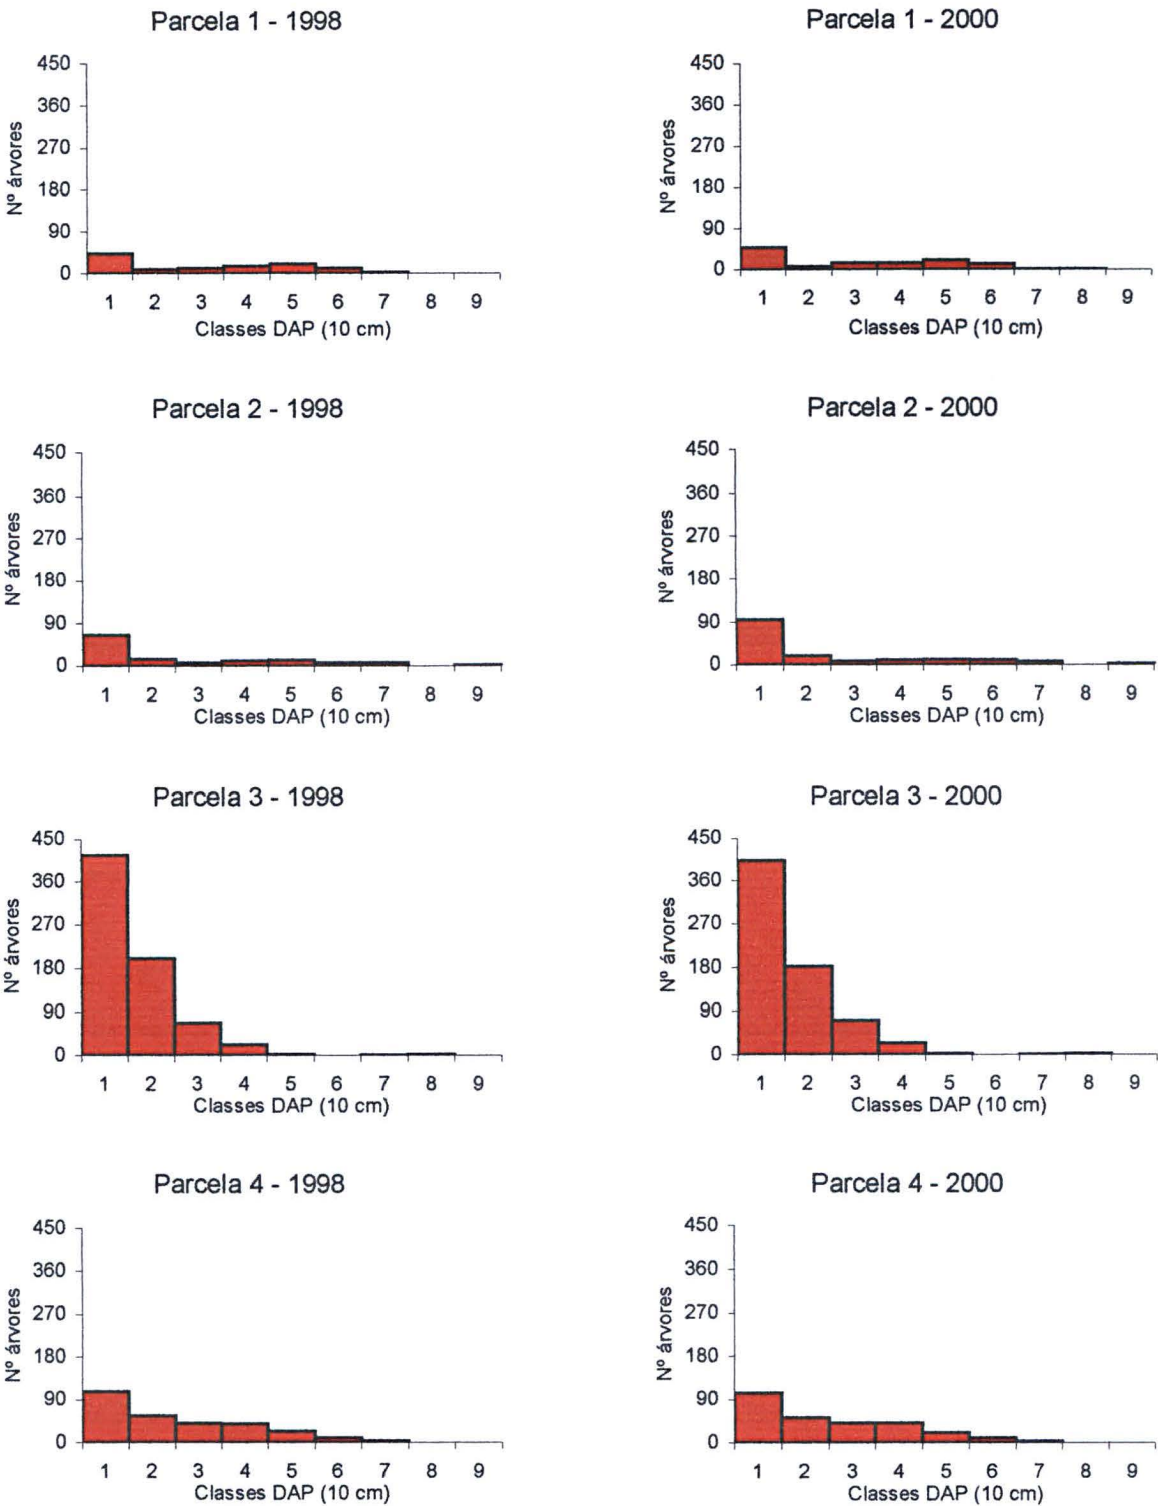 Parcela 1 - 1998
450
360
270
180
90
0
Nº árvores
1 2 3 4 5 6 7 8 9
Classes DAP (10 cm)
Parcela 1 - 2000
450
360
270
180
90
0
Nº árvores
1 2 3 4 5 6 7 8 9
Classes DAP (10 cm)
Parcela 2 - 1998
450
360
270
180
90
0
Nº árvores
1 2 3 4 5 6 7 8 9
Classes DAP (10 cm)
Parcela 2 - 2000
450
360
270
180
90
0
Nº árvores
1 2 3 4 5 6 7 8 9
Classes DAP (10 cm)
Parcela 3 - 1998
450
360
270
180
90
0
Nº árvores
1 2 3 4 5 6 7 8 9
Classes DAP (10 cm)
Parcela 3 - 2000
450
360
270
180
90
0
Nº árvores
1 2 3 4 5 6 7 8 9
Classes DAP (10 cm)
Parcela 4 - 1998
450
360
270
180
90
0
Nº árvores
1 2 3 4 5 6 7 8 9
Classes DAP (10 cm)
Parcela 4 - 2000
450
360
270
180
90
0
Nº árvores
1 2 3 4 5 6 7 8 9
Classes DAP (10 cm)